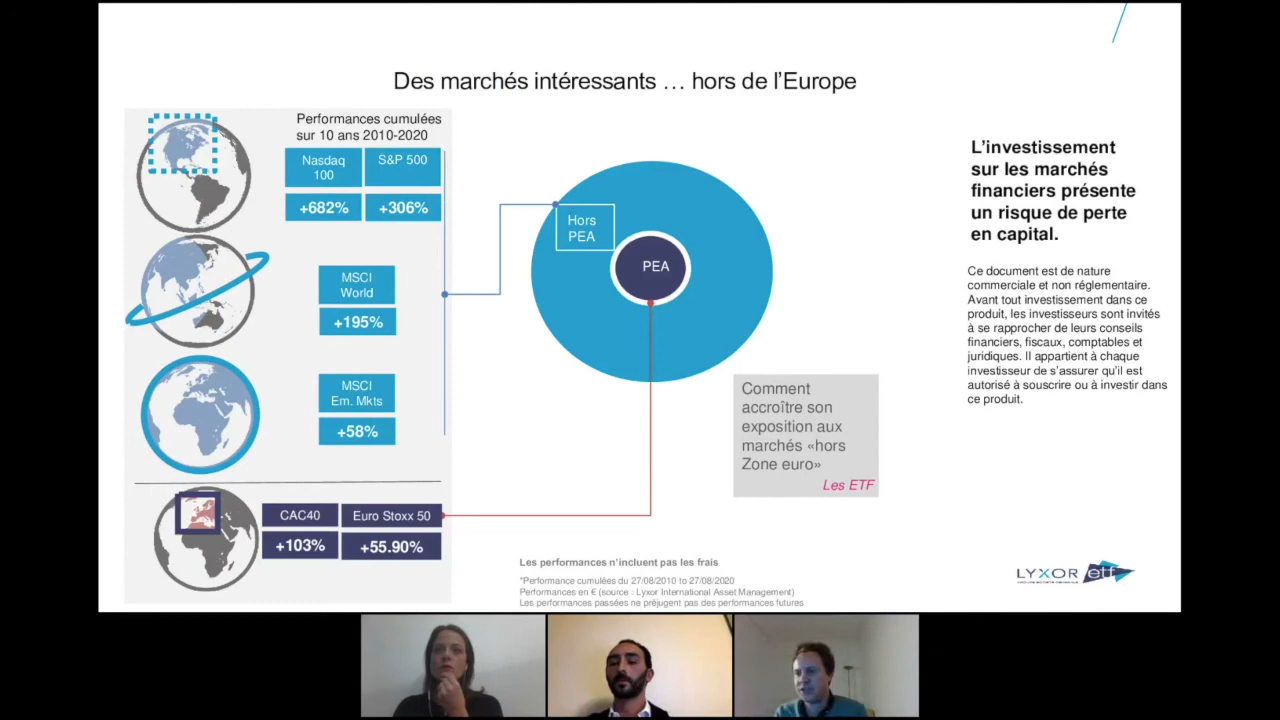 Des marchés intéressants … hors de l’Europe
Performances cumulées
sur 10 ans 2010-2020
Nasdaq
100
S&P 500
+682%
+306%
MSCI
World
+195%
MSCI
Em. Mkts
+58%
CAC40
Euro Stoxx 50
+103%
+55.90%
Hors
PEA
PEA
Comment
accroître son
exposition aux
marchés «hors
Zone euro»
Les ETF
L’investissement
sur les marchés
financiers présente
un risque de perte
en capital.
Ce document est de nature
commerciale et non réglementaire.
Avant tout investissement dans ce
produit, les investisseurs sont invités
à se rapprocher de leurs conseils
financiers, fiscaux, comptables et
juridiques. Il appartient à chaque
investisseur de s’assurer qu’il est
autorisé à souscrire ou à investir dans
ce produit.
Les performances n’incluent pas les frais
*Performance cumulées du 27/08/2010 to 27/08/2020
Performances en € (source : Lyxor International Asset Management)
Les performances passées ne préjugent pas des performances futures
LYXOR etf